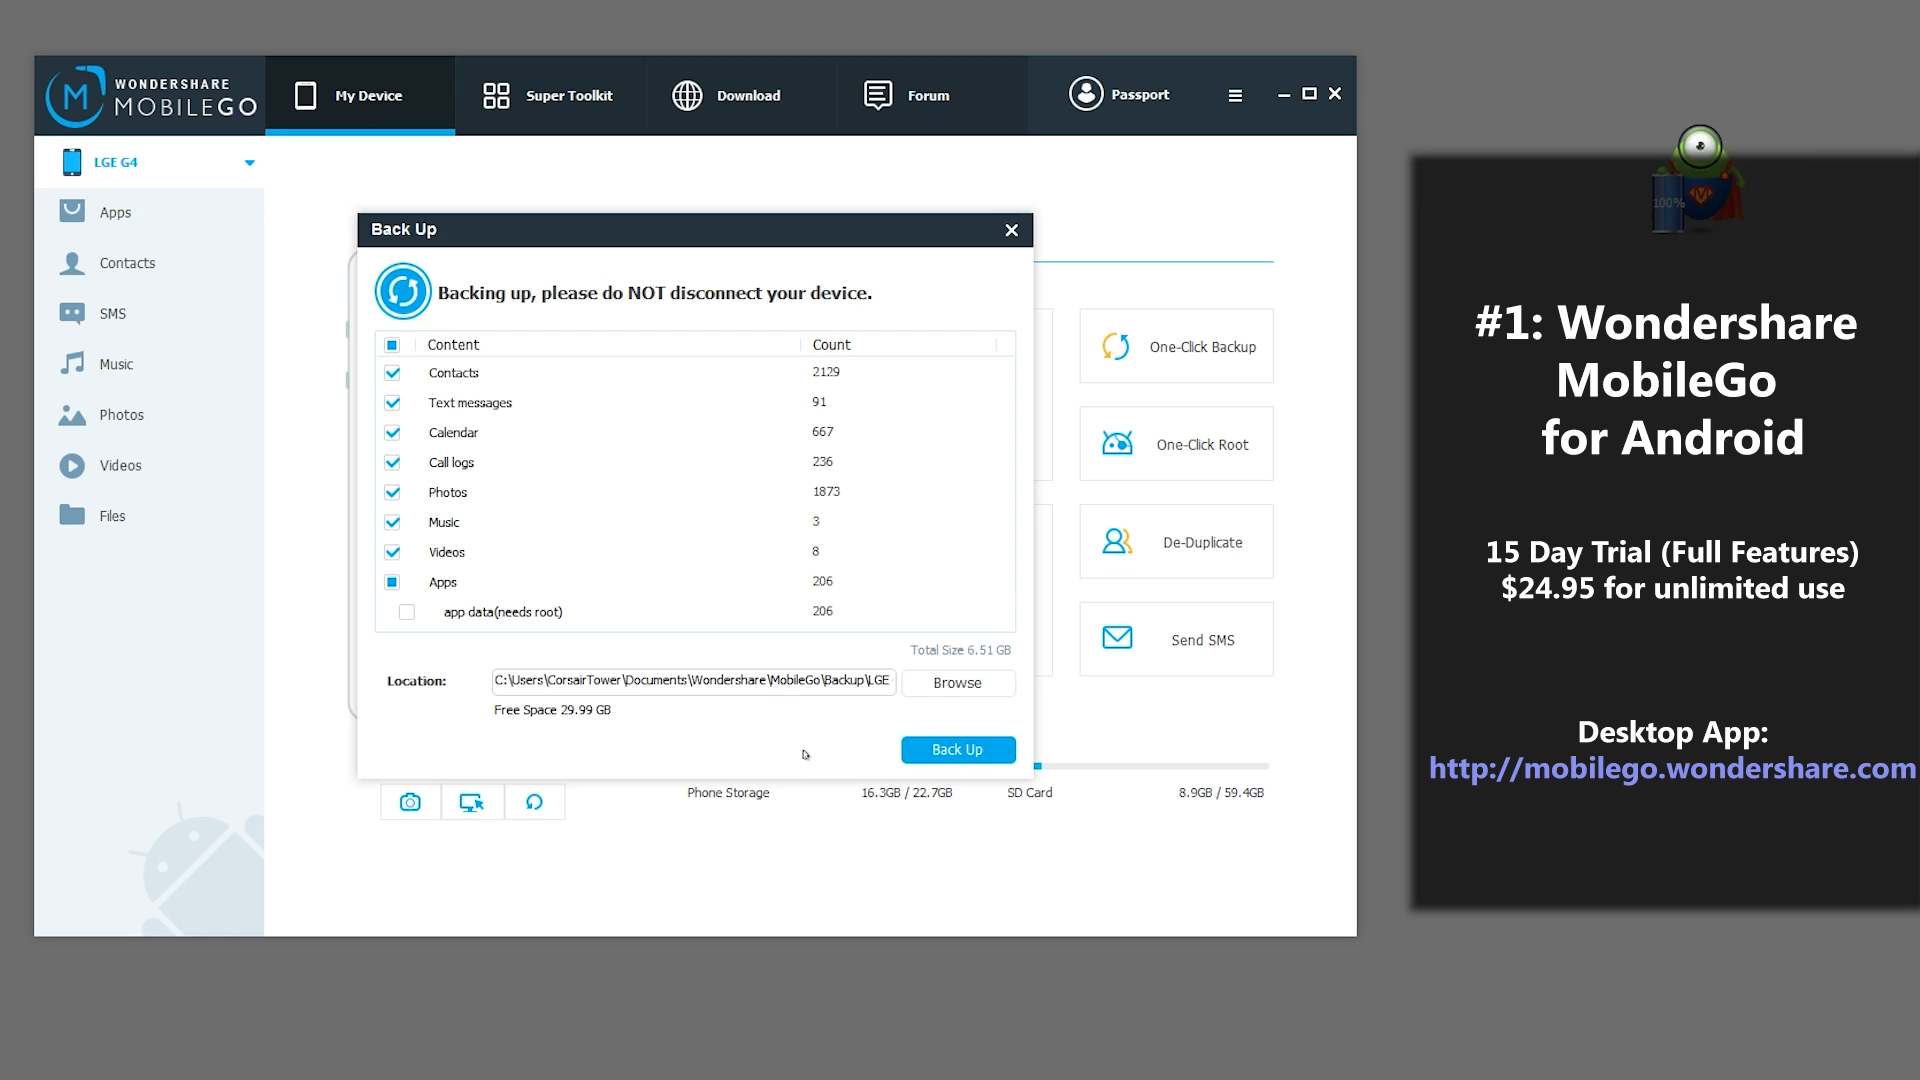 WONDERSHARE
MOBILEGO
My Device
Super Toolkit
Download
Forum
Passport
LGE G4
Apps
Contacts
SMS
Music
Photos
Videos
Files
Back Up
Backing up, please do NOT disconnect your device.
Content Count
Contacts 2129
Text messages 91
Calendar 667
Call logs 236
Photos 1873
Music 3
Videos 8
Apps 206
app data(needs root) 206
Total Size 6.51 GB
Location: C:\Users\CorsairTower\Documents\Wondershare\MobileGo\Backup\LGE
Browse
Free Space 29.99 GB
Back Up
One-Click Backup
One-Click Root
De-Duplicate
Send SMS
Phone Storage 16.3GB / 22.7GB SD Card 8.9GB / 59.4GB
100%
#1: Wondershare
MobileGo
for Android
15 Day Trial (Full Features)
$24.95 for unlimited use
Desktop App:
http://mobilego.wondershare.com